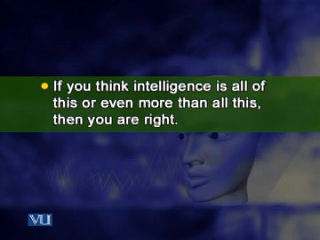 If you think intelligence is all of
this or even more than all this,
then you are right.
VU